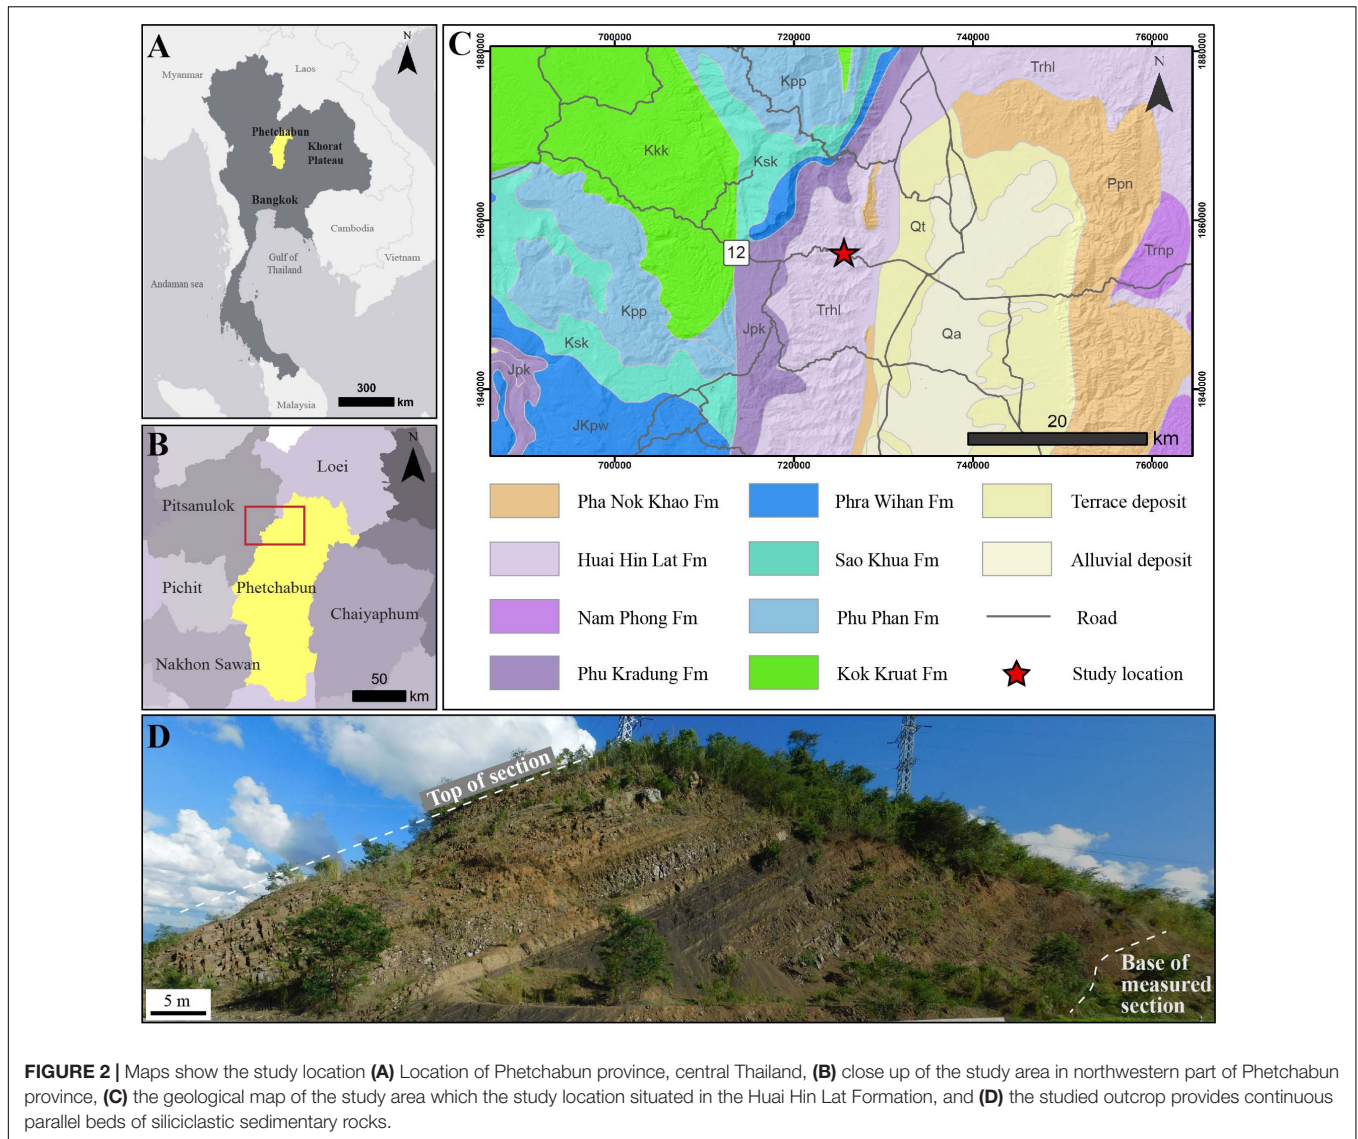 A
N
Myanmar
Laos
Phetchabun
Khorat
Plateau
Bangkok
Cambodia
Gulf of
Thailand
Vietnam
Andaman sea
300
km
Malaysia
B
N
Loei
Pitsanulok
Pichit
Phetchabun
Chaiyaphum
Nakhon Sawan
50
km
C
700000
720000
740000
760000
1880000
1880000
Trhl
N
Kpp
Kkk
Ksk
Ppn
1860000
1860000
Qt
12
Trnp
Kpp
Trhl
Jpk
Qa
Ksk
Jpk
1840000
1840000
JKpw
20
km
700000
720000
740000
760000
Pha Nok Khao Fm
Phra Wihan Fm
Terrace deposit
Huai Hin Lat Fm
Sao Khua Fm
Alluvial deposit
Nam Phong Fm
Phu Phan Fm
Road
Phu Kradung Fm
Kok Kruat Fm
Study location
D
Top of section
Base of
measured
section
5 m
FIGURE 2 | Maps show the study location (A) Location of Phetchabun province, central Thailand, (B) close up of the study area in northwestern part of Phetchabun
province, (C) the geological map of the study area which the study location situated in the Huai Hin Lat Formation, and (D) the studied outcrop provides continuous
parallel beds of siliciclastic sedimentary rocks.